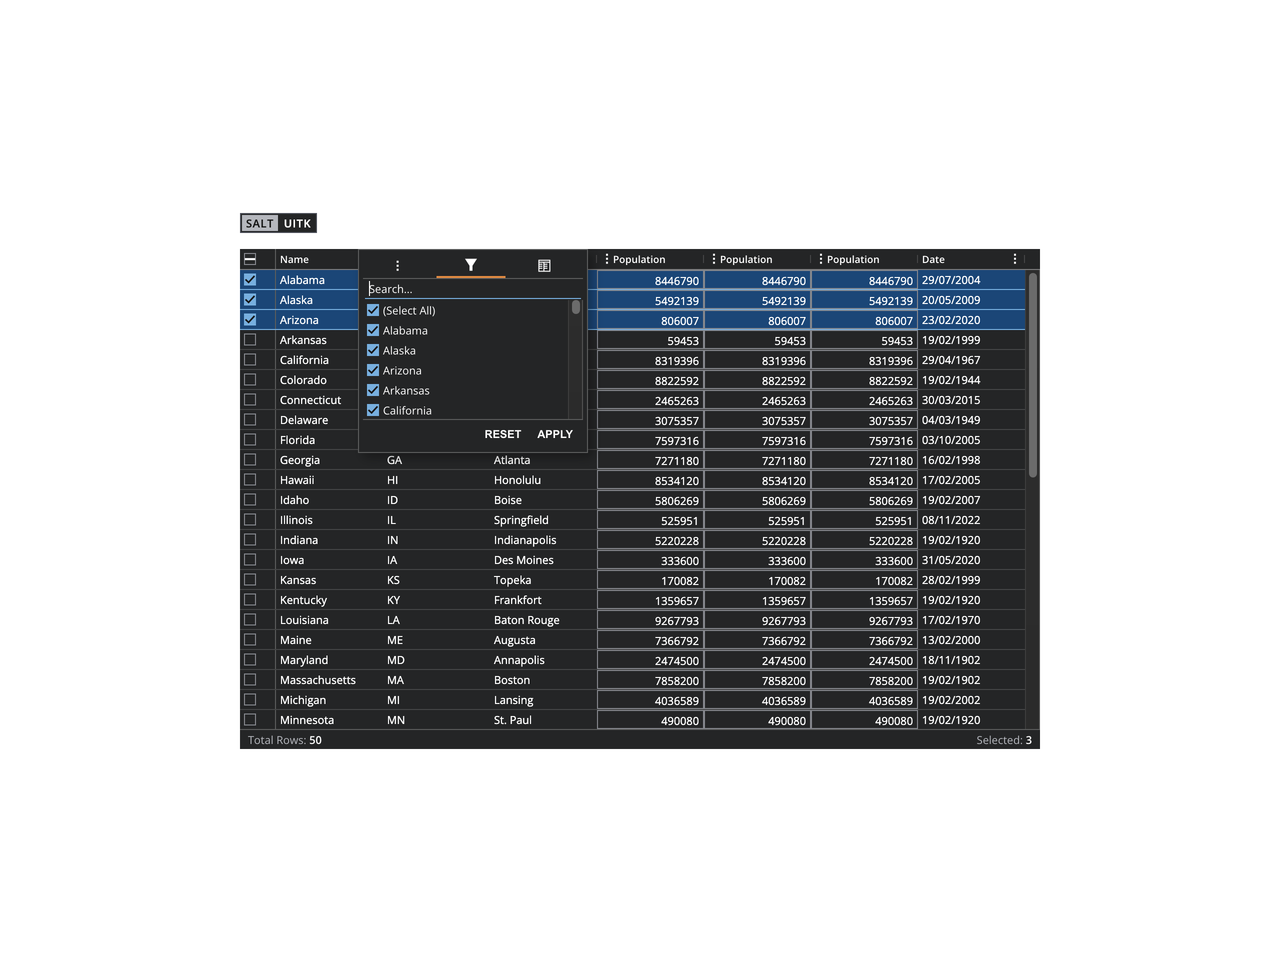 SALT UITK
Name Population Population Population Date
Search...
(Select All)
Alabama
Alaska
Arizona
Arkansas
California
RESET APPLY
Alabama 8446790 8446790 8446790 29/07/2004
Alaska 5492139 5492139 5492139 20/05/2009
Arizona 806007 806007 806007 23/02/2020
Arkansas 59453 59453 59453 19/02/1999
California 8319396 8319396 8319396 29/04/1967
Colorado 8822592 8822592 8822592 19/02/1944
Connecticut 2465263 2465263 2465263 30/03/2015
Delaware 3075357 3075357 3075357 04/03/1949
Florida 7597316 7597316 7597316 03/10/2005
Georgia GA Atlanta 7271180 7271180 7271180 16/02/1998
Hawaii HI Honolulu 8534120 8534120 8534120 17/02/2005
Idaho ID Boise 5806269 5806269 5806269 19/02/2007
Illinois IL Springfield 525951 525951 525951 08/11/2022
Indiana IN Indianapolis 5220228 5220228 5220228 19/02/1920
Iowa IA Des Moines 333600 333600 333600 31/05/2020
Kansas KS Topeka 170082 170082 170082 28/02/1999
Kentucky KY Frankfort 1359657 1359657 1359657 19/02/1920
Louisiana LA Baton Rouge 9267793 9267793 9267793 17/02/1970
Maine ME Augusta 7366792 7366792 7366792 13/02/2000
Maryland MD Annapolis 2474500 2474500 2474500 18/11/1902
Massachusetts MA Boston 7858200 7858200 7858200 19/02/1902
Michigan MI Lansing 4036589 4036589 4036589 19/02/2002
Minnesota MN St. Paul 490080 490080 490080 19/02/1920
Total Rows: 50 Selected: 3